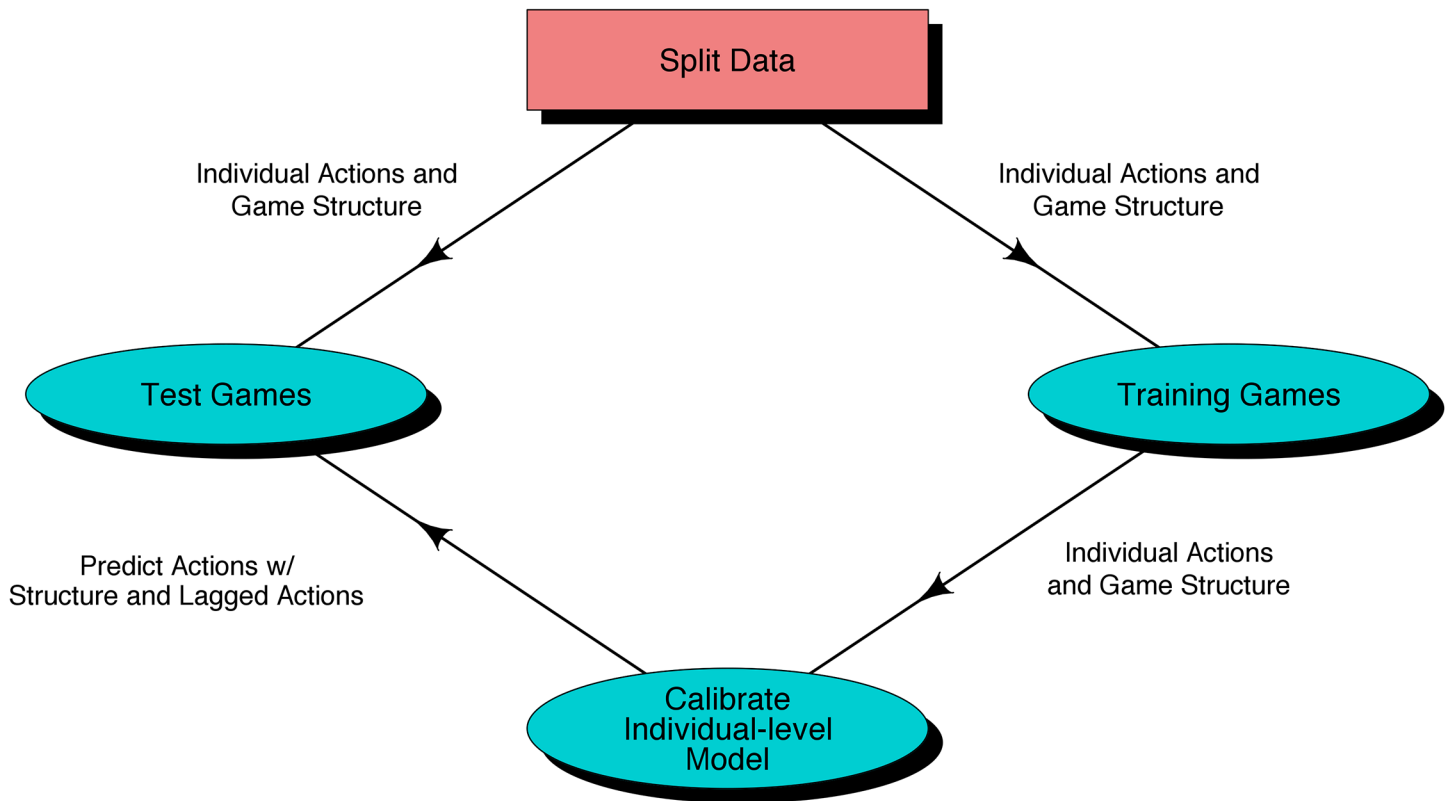 Split Data
Individual Actions and
Game Structure
Individual Actions and
Game Structure
Test Games
Training Games
Predict Actions w/
Structure and Lagged Actions
Individual Actions
and Game Structure
Calibrate
Individual-level
Model